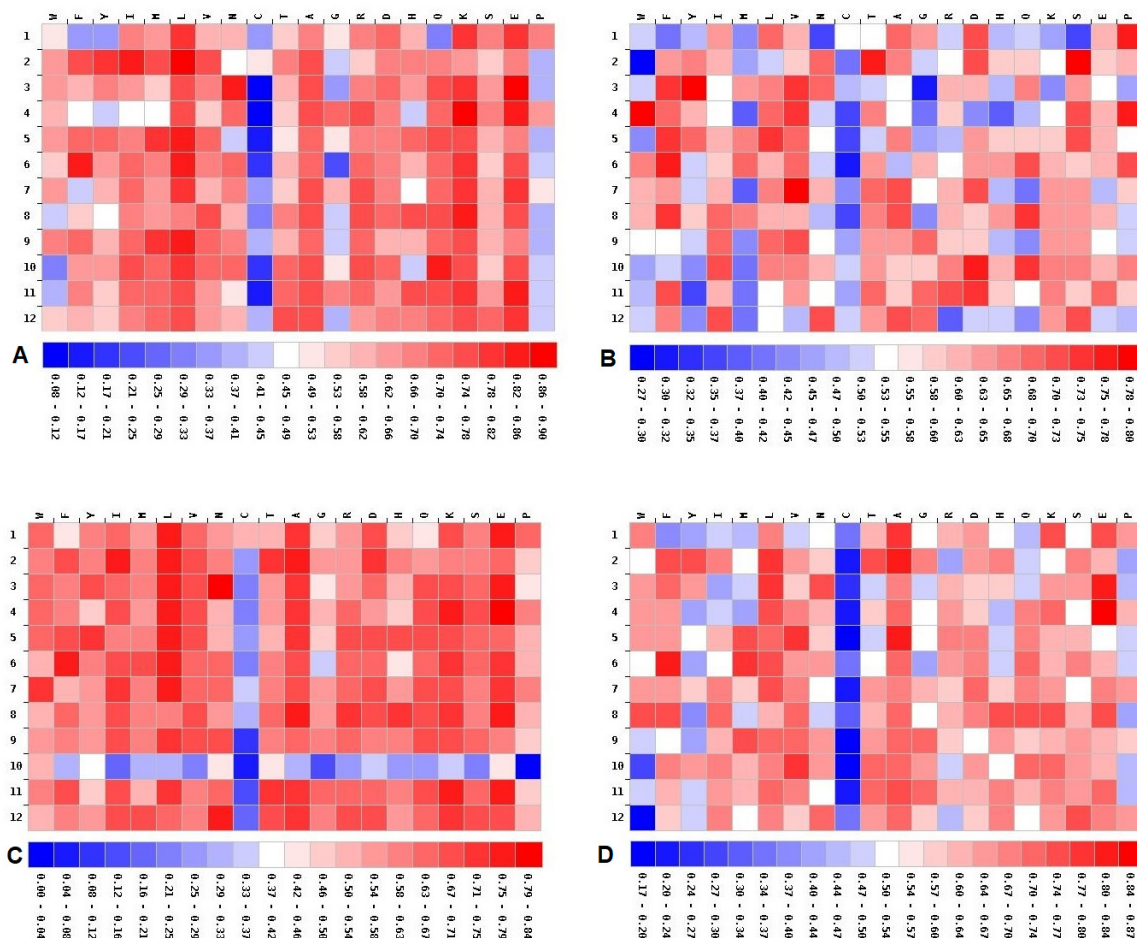 W F Y I M L V N C T A G R D H Q K S E P
1
2
3
4
5
6
7
8
9
10
11
12
A
0.08 - 0.12
0.12 - 0.17
0.17 - 0.21
0.21 - 0.25
0.25 - 0.29
0.29 - 0.33
0.33 - 0.37
0.37 - 0.41
0.41 - 0.45
0.45 - 0.49
0.49 - 0.53
0.53 - 0.58
0.58 - 0.62
0.62 - 0.66
0.66 - 0.70
0.70 - 0.74
0.74 - 0.78
0.78 - 0.82
0.82 - 0.86
0.86 - 0.90
W F Y I M L V N C T A G R D H Q K S E P
1
2
3
4
5
6
7
8
9
10
11
12
B
0.27 - 0.30
0.30 - 0.32
0.32 - 0.35
0.35 - 0.37
0.37 - 0.40
0.40 - 0.42
0.42 - 0.45
0.45 - 0.47
0.47 - 0.50
0.50 - 0.53
0.53 - 0.55
0.55 - 0.58
0.58 - 0.60
0.60 - 0.63
0.63 - 0.65
0.65 - 0.68
0.68 - 0.70
0.70 - 0.73
0.73 - 0.75
0.75 - 0.78
0.78 - 0.80
W F Y I M L V N C T A G R D H Q K S E P
1
2
3
4
5
6
7
8
9
10
11
12
C
0.00 - 0.04
0.04 - 0.08
0.08 - 0.12
0.12 - 0.16
0.16 - 0.21
0.21 - 0.25
0.25 - 0.29
0.29 - 0.33
0.33 - 0.37
0.37 - 0.42
0.42 - 0.46
0.46 - 0.50
0.50 - 0.54
0.54 - 0.58
0.58 - 0.63
0.63 - 0.67
0.67 - 0.71
0.71 - 0.75
0.75 - 0.79
0.79 - 0.84
W F Y I M L V N C T A G R D H Q K S E P
1
2
3
4
5
6
7
8
9
10
11
12
D
0.17 - 0.20
0.20 - 0.24
0.24 - 0.27
0.27 - 0.30
0.30 - 0.34
0.34 - 0.37
0.37 - 0.40
0.40 - 0.44
0.44 - 0.47
0.47 - 0.50
0.50 - 0.54
0.54 - 0.57
0.57 - 0.60
0.60 - 0.64
0.64 - 0.67
0.67 - 0.70
0.70 - 0.74
0.74 - 0.77
0.77 - 0.80
0.80 - 0.84
0.84 - 0.87